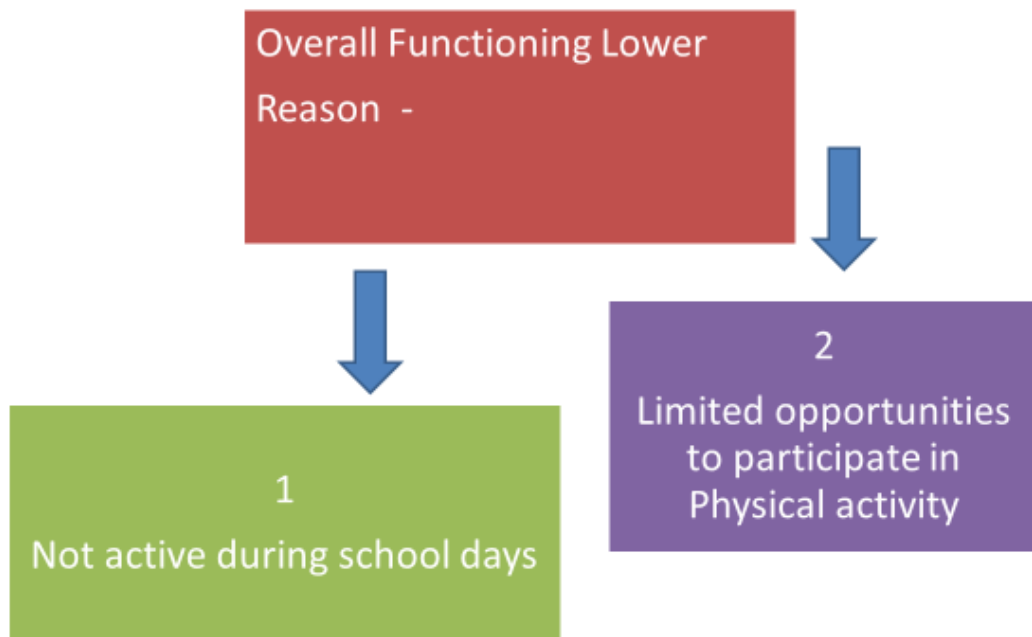 Overall Functioning Lower
Reason -
1
Not active during school days
2
Limited opportunities
to participate in
Physical activity